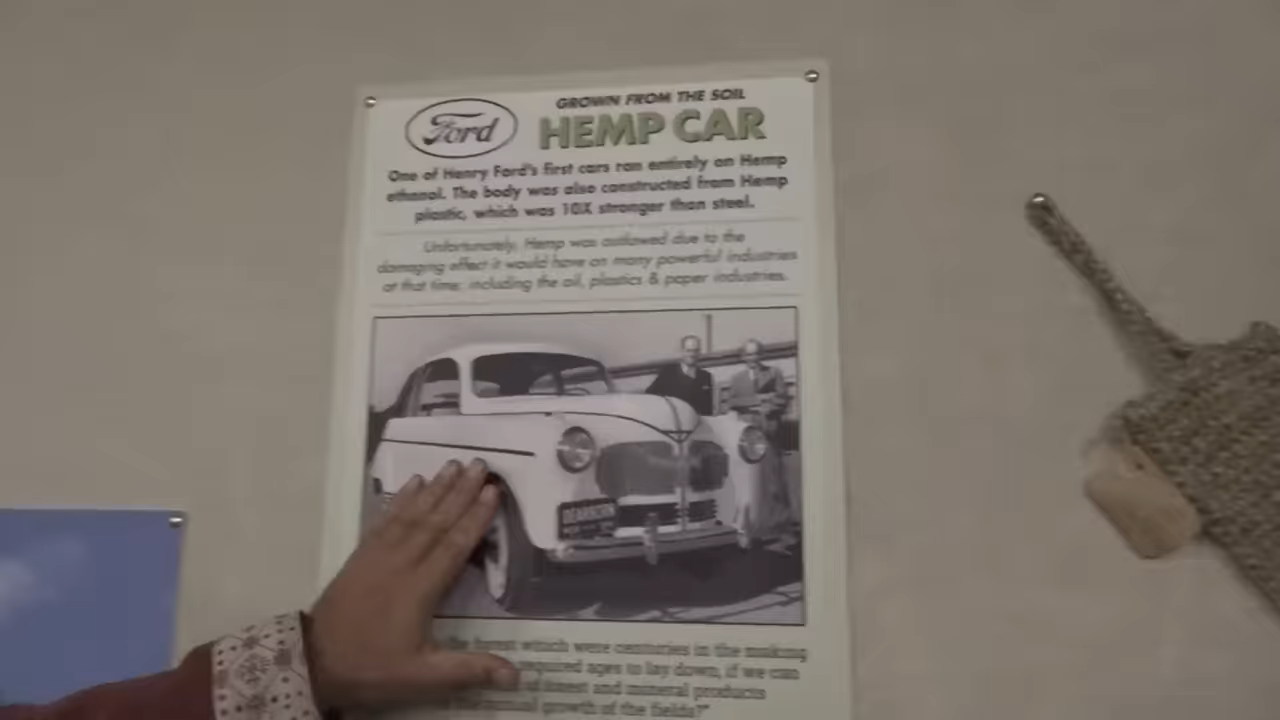 Ford
GROWN FROM THE SOIL
HEMP CAR
One of Henry Ford's first cars ran entirely on Hemp
ethanol. The body was also constructed from Hemp
plastic, which was 10X stronger than steel.
Unfortunately, Hemp was outlawed due to the
damaging effect it would have on many powerful industries
at that time; including the oil, plastics & paper industries.
DEARBORN
the forest which were centuries in the making
required ages to lay down, if we can
forest and mineral products
annual growth of the fields?"